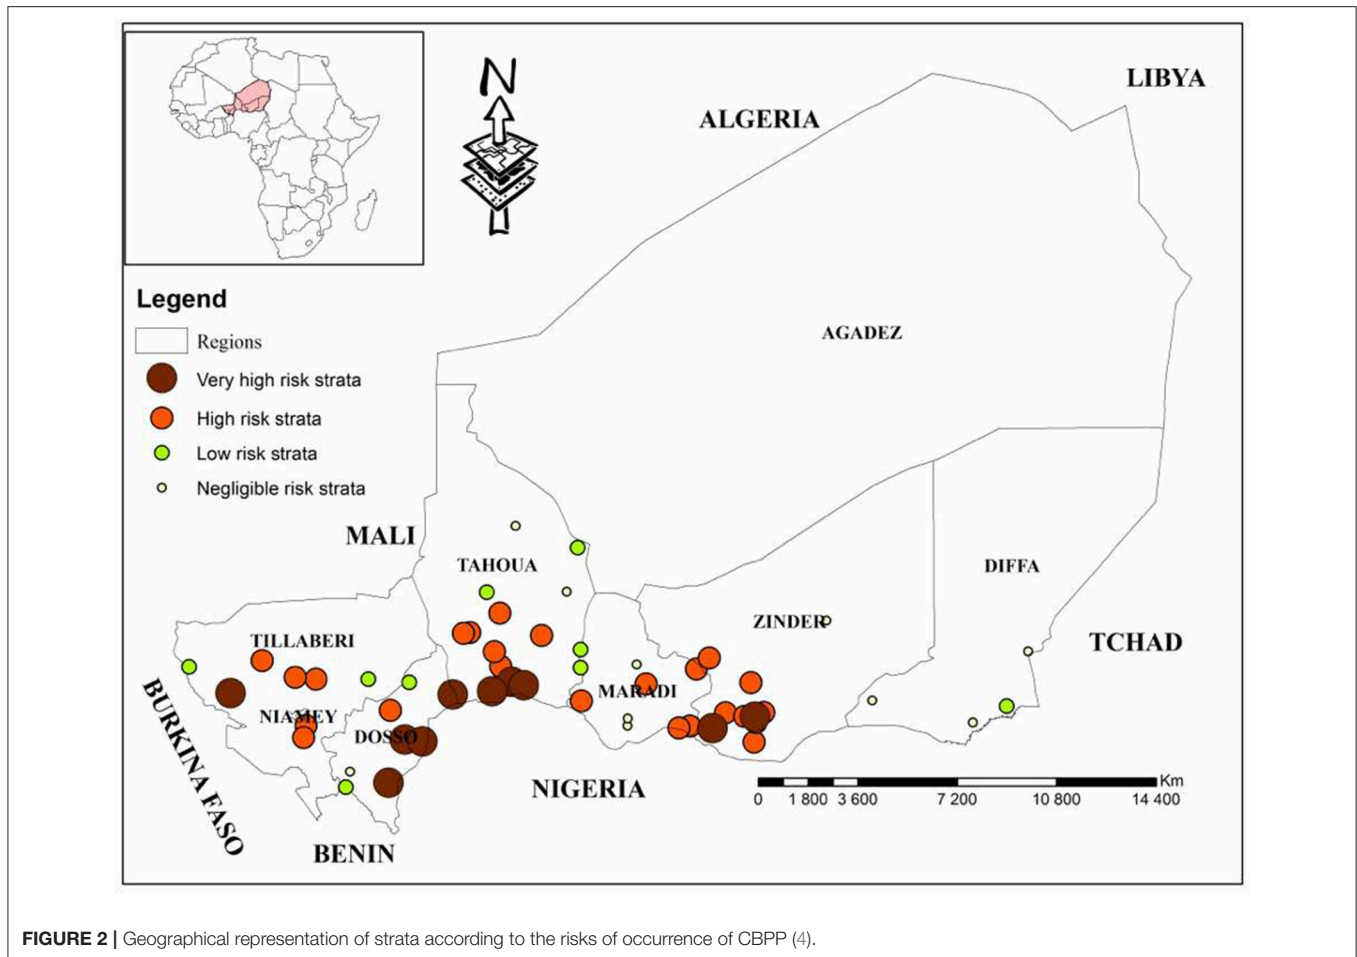 N
LIBYA
ALGERIA
Legend
Regions
Very high risk strata
High risk strata
Low risk strata
Negligible risk strata
AGADEZ
MALI
TAHOUA
DIFFA
ZINDER
TILLABERI
TCHAD
MARADI
NIAMEY
DOSSO
BURKINA FASO
NIGERIA
BENIN
Km
0 1 800 3 600 7 200 10 800 14 400
FIGURE 2 | Geographical representation of strata according to the risks of occurrence of CBPP (4).